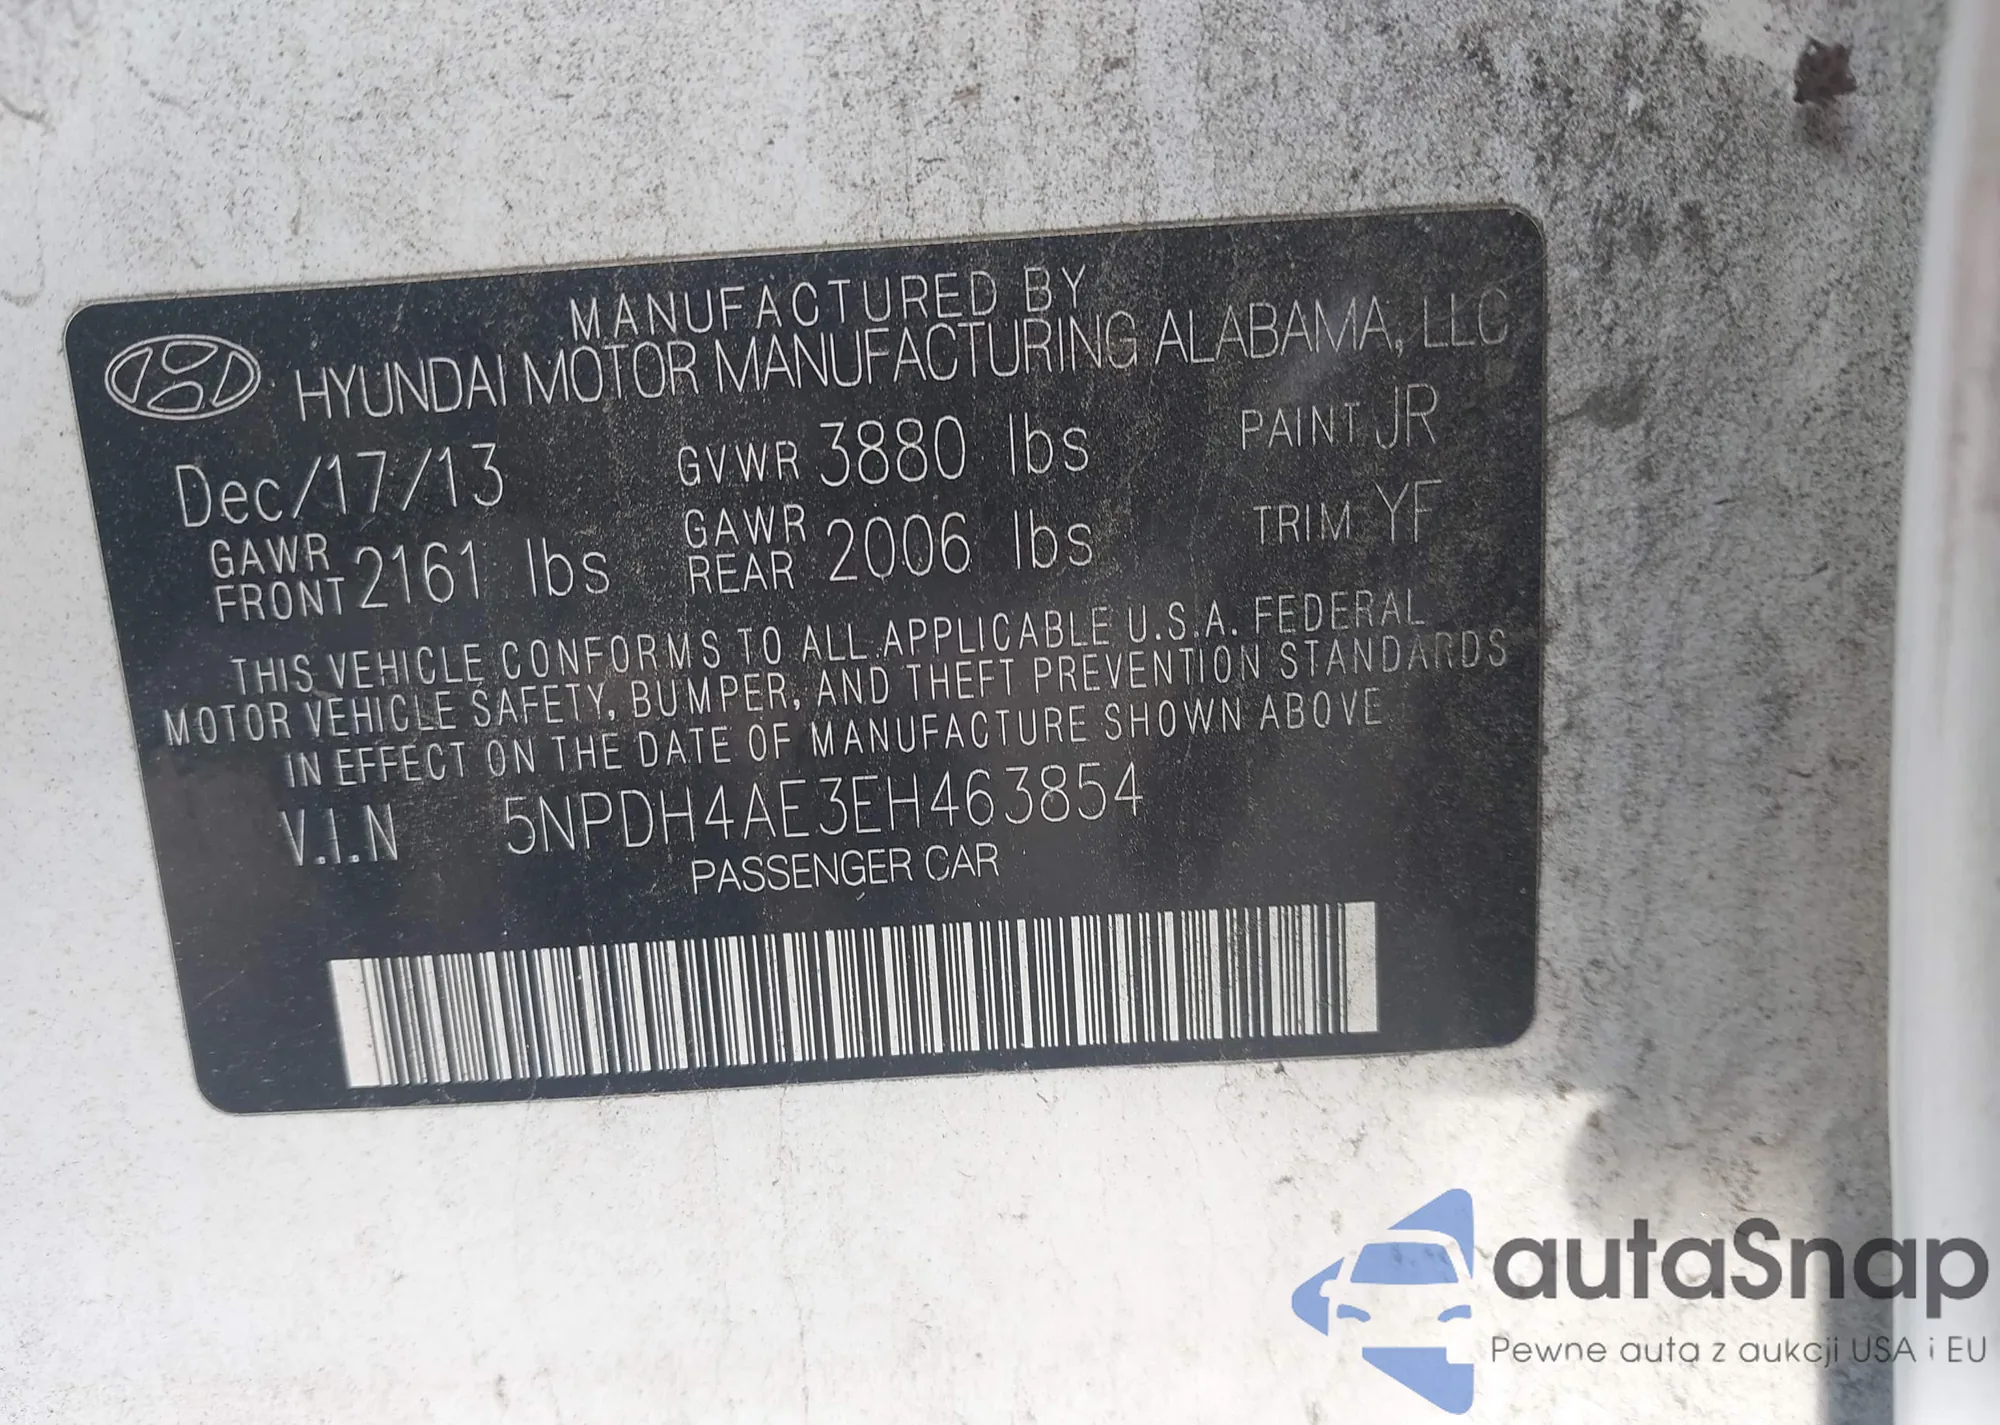 MANUFACTURED BY
HYUNDAI MOTOR MANUFACTURING ALABAMA, LLC
Dec/17/13 GVWR 3880 lbs PAINT JR
GAWR FRONT 2161 lbs GAWR REAR 2006 lbs TRIM YF
THIS VEHICLE CONFORMS TO ALL APPLICABLE U.S.A. FEDERAL
MOTOR VEHICLE SAFETY, BUMPER, AND THEFT PREVENTION STANDARDS
IN EFFECT ON THE DATE OF MANUFACTURE SHOWN ABOVE
V.I.N 5NPDH4AE3EH463854
PASSENGER CAR
autaSnap
Pewne auta z aukcji USA i EU